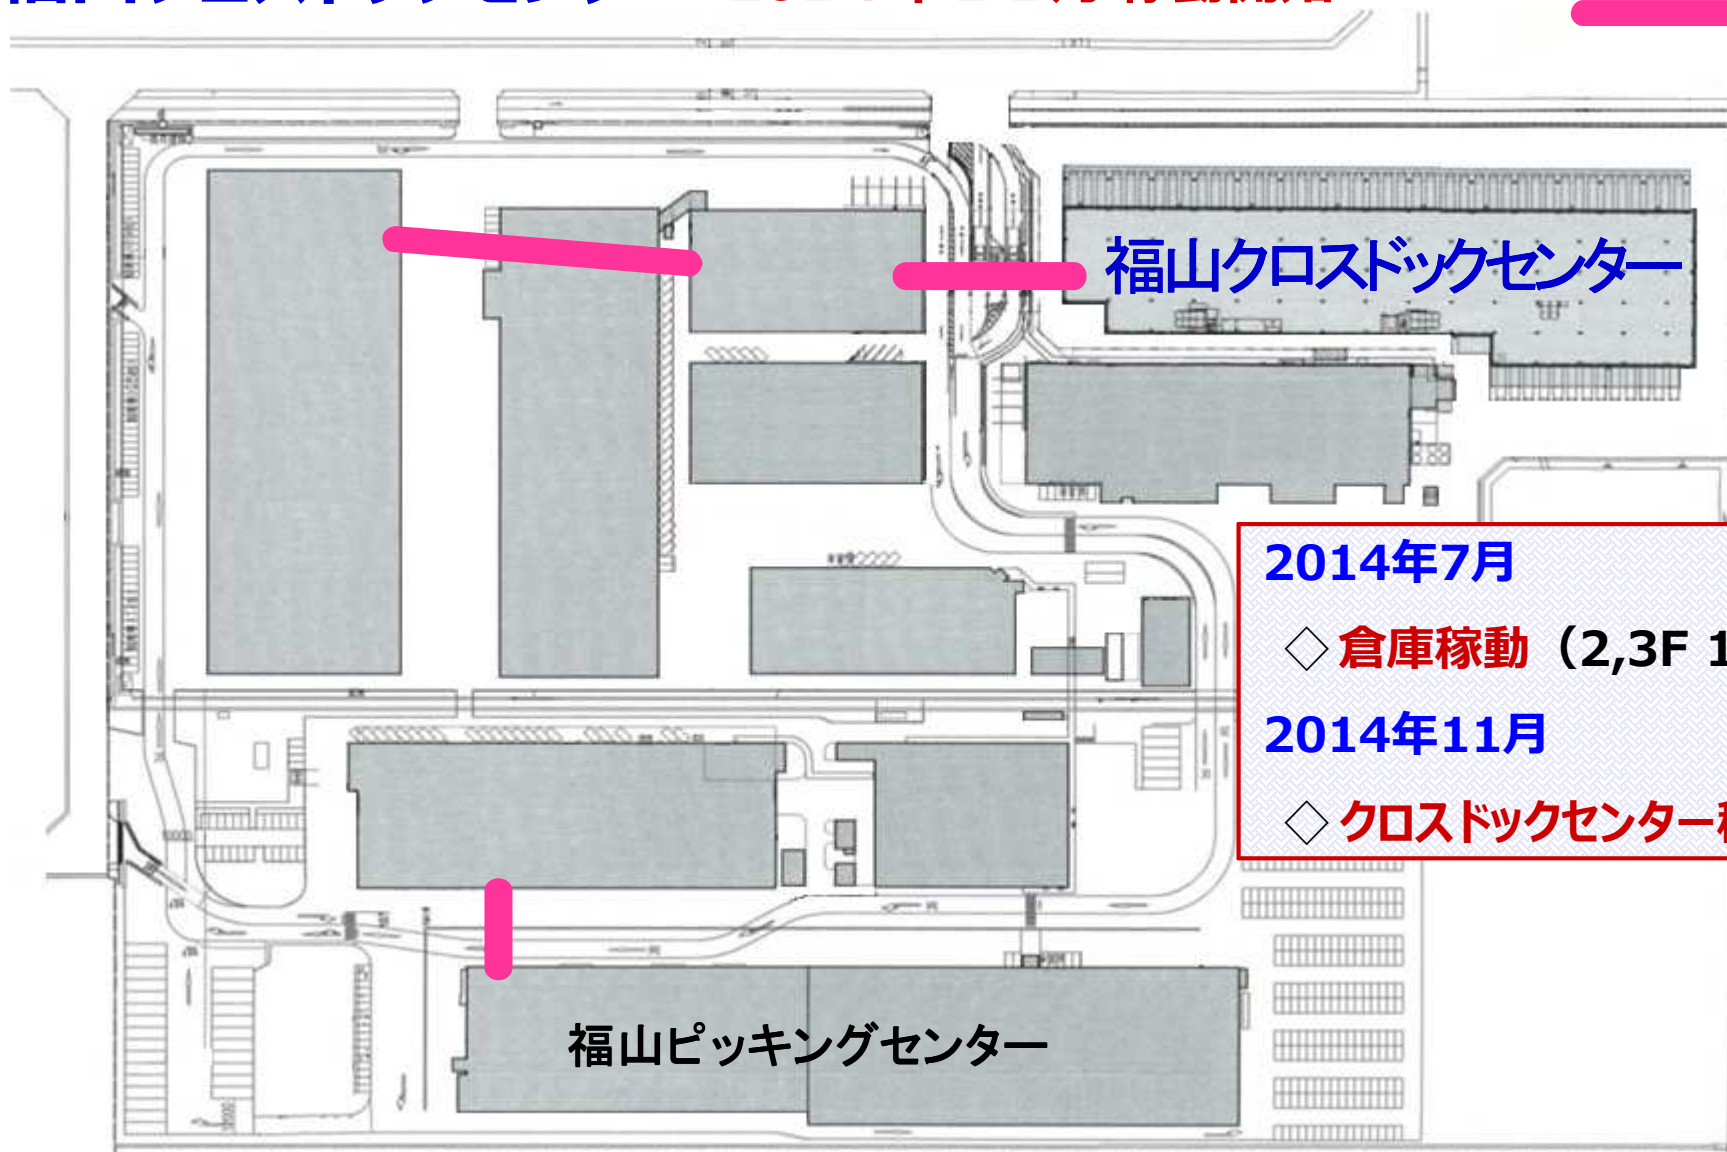 福山クロスドックセンター
2014年7月
◇倉庫稼動（2,3F 1
2014年11月
◇クロスドックセンター
福山ピッキングセンター